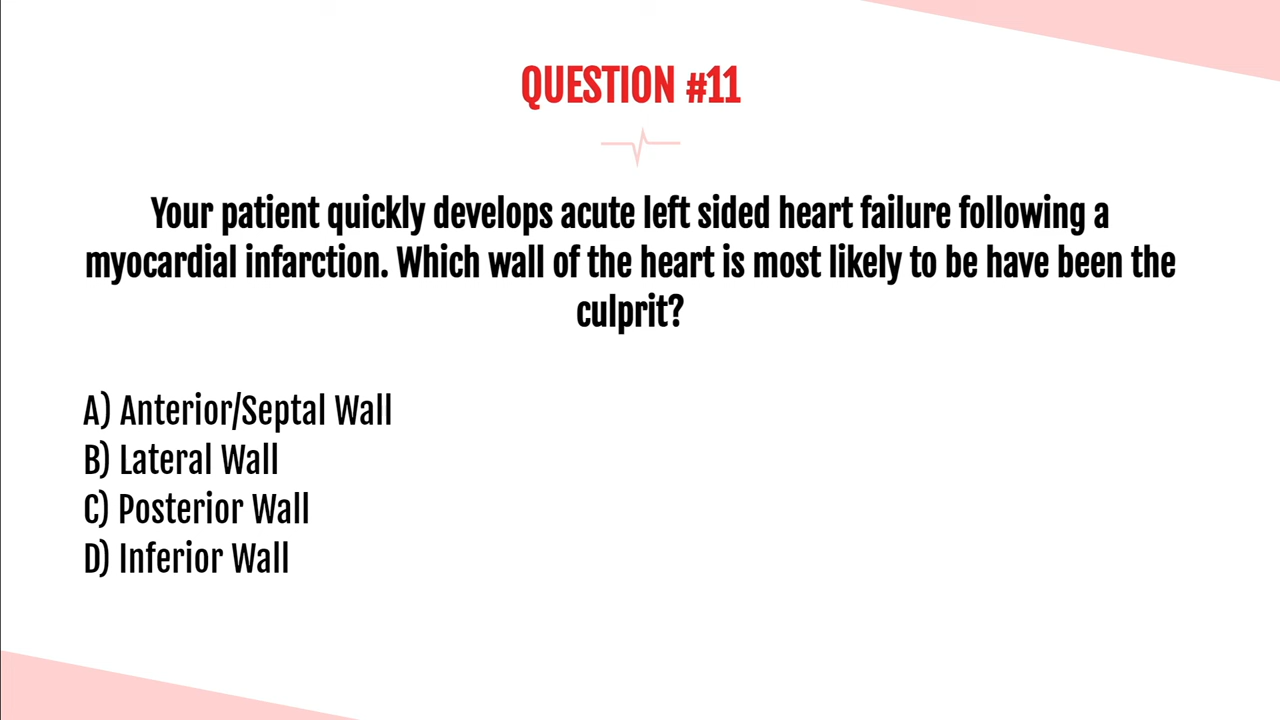 QUESTION #11
Your patient quickly develops acute left sided heart failure following a
myocardial infarction. Which wall of the heart is most likely to be have been the
culprit?
A) Anterior/Septal Wall
B) Lateral Wall
C) Posterior Wall
D) Inferior Wall